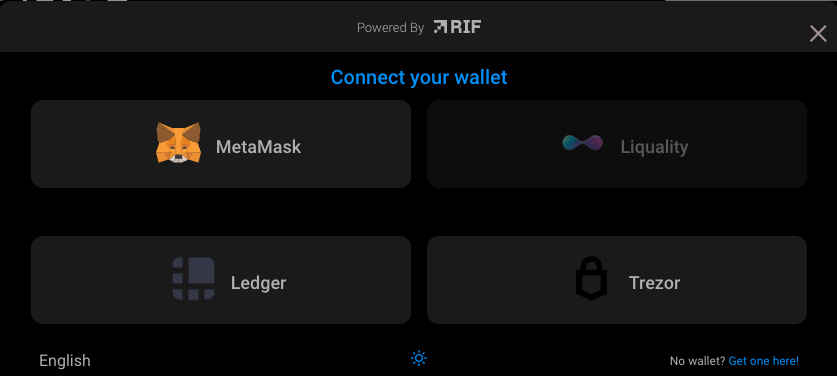 Powered By RIF
Connect your wallet
MetaMask
Liquality
Ledger
Trezor
English
No wallet? Get one here!